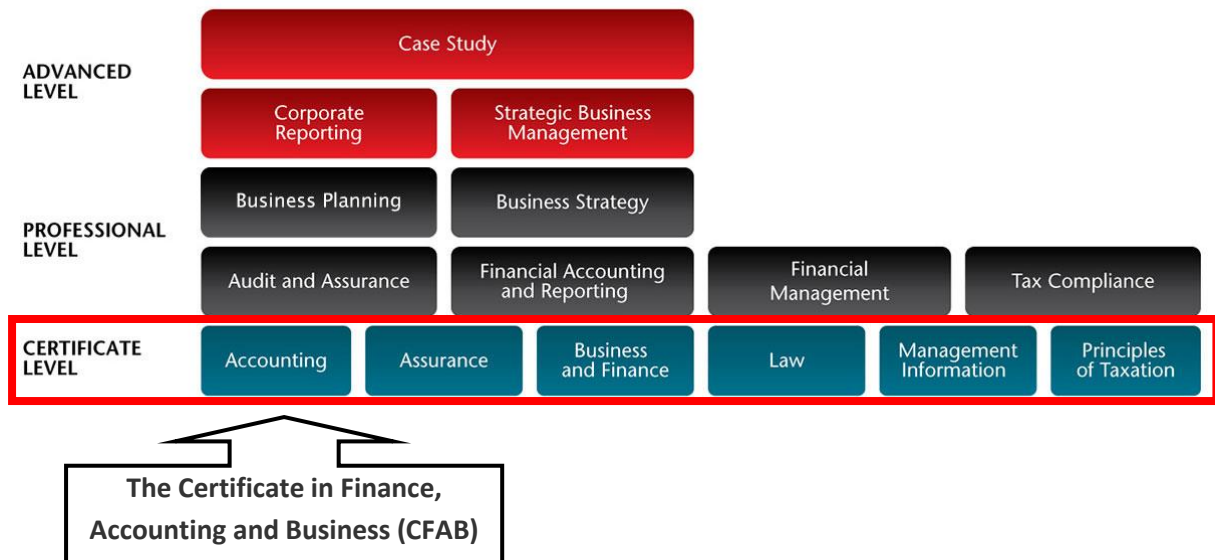 ADVANCED
LEVEL
Case Study
Corporate
Reporting
Strategic Business
Management
PROFESSIONAL
LEVEL
Business Planning
Business Strategy
Audit and Assurance
Financial Accounting
and Reporting
Financial
Management
Tax Compliance
CERTIFICATE
LEVEL
Accounting
Assurance
Business
and Finance
Law
Management
Information
Principles
of Taxation
The Certificate in Finance,
Accounting and Business (CFAB)